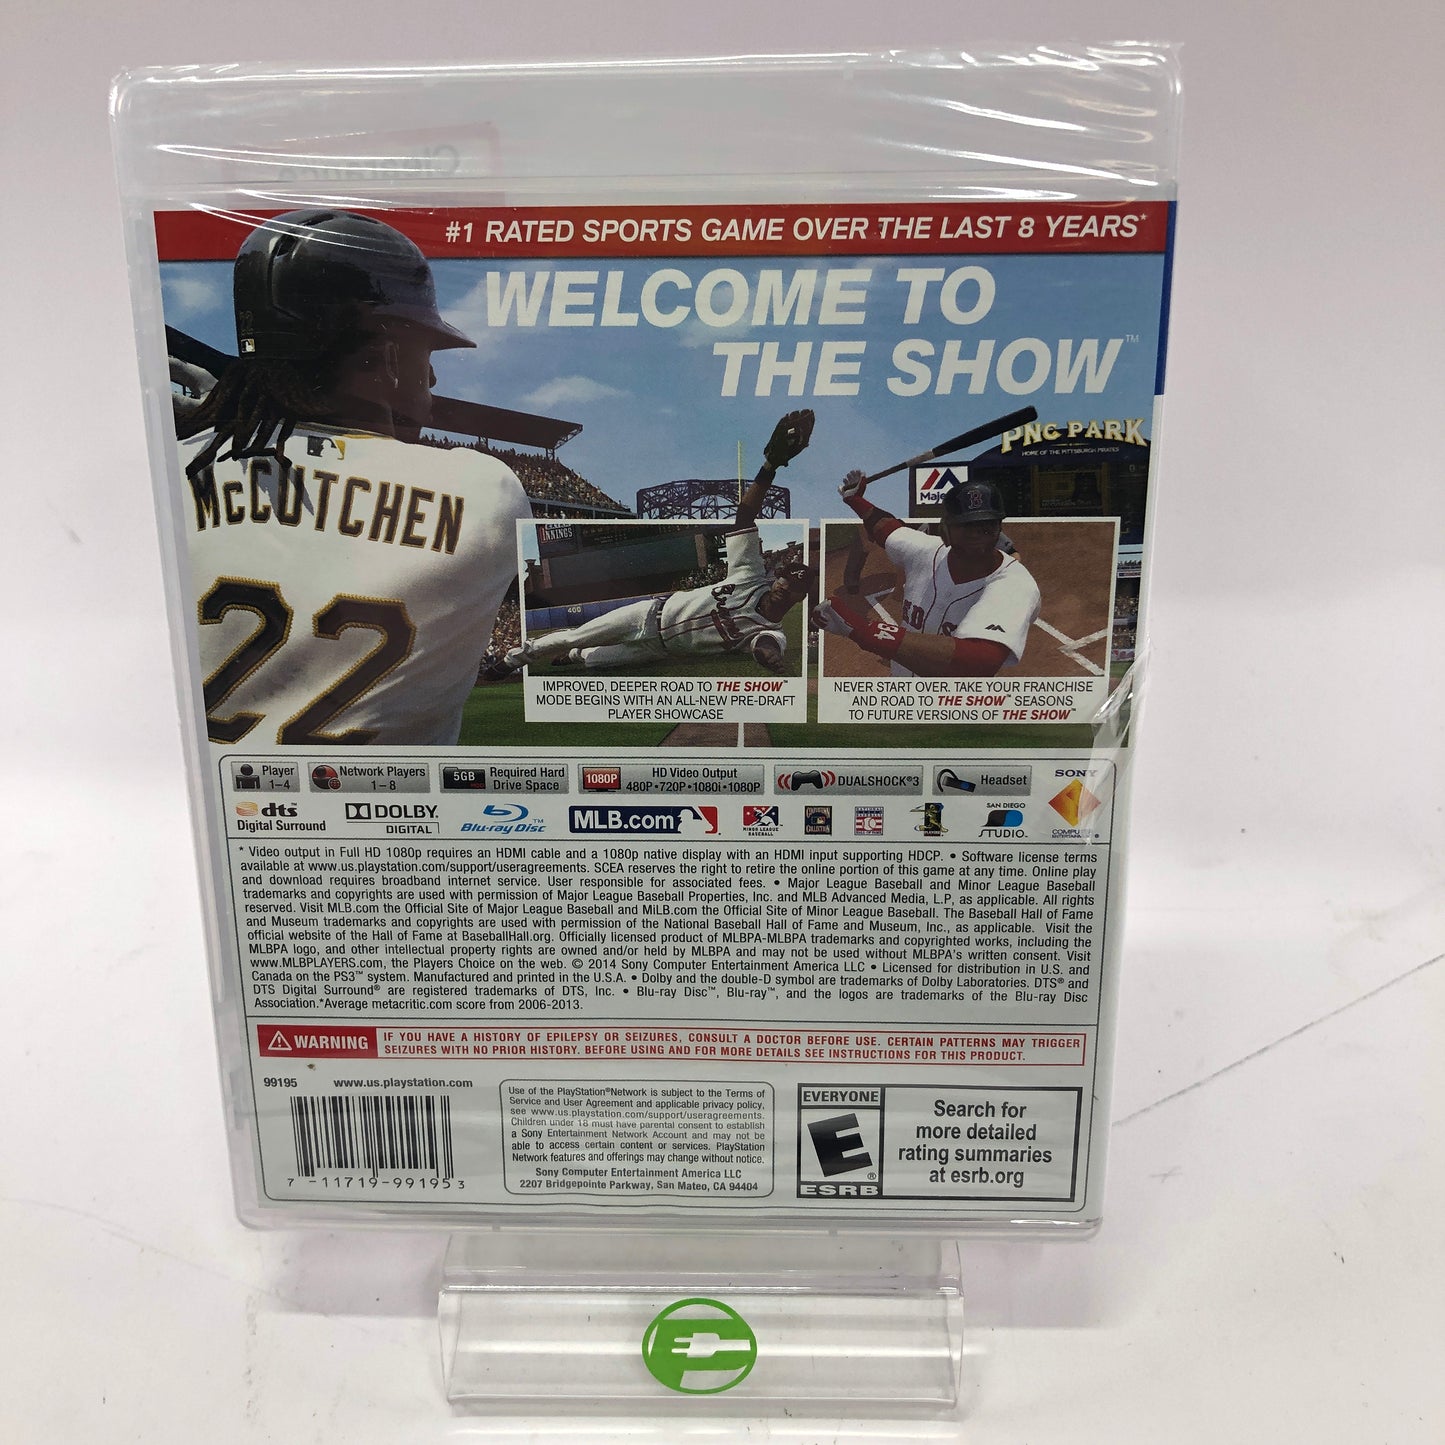 #1 RATED SPORTS GAME OVER THE LAST 8 YEARS*
WELCOME TO
THE SHOW™
22
McCUTCHEN
22
PNC PARK
HOME OF THE PITTSBURGH PIRATES
B
INNINGS
400
34
IMPROVED, DEEPER ROAD TO THE SHOW™
MODE BEGINS WITH AN ALL-NEW PRE-DRAFT
PLAYER SHOWCASE
NEVER START OVER. TAKE YOUR FRANCHISE
AND ROAD TO THE SHOW™ SEASONS
TO FUTURE VERSIONS OF THE SHOW™
Player
1–4
Network Players
1 – 8
5GB
Required Hard
Drive Space
1080P
HD Video Output
480P•720P•1080i•1080P
DUALSHOCK®3
Headset
SONY
COMPUTER
ENTERTAINMENT®
dts
Digital Surround
DOLBY
DIGITAL
Blu-ray Disc™
MLB.com
MINOR LEAGUE
BASEBALL
SAN DIEGO
STUDIO™
* Video output in Full HD 1080p requires an HDMI cable and a 1080p native display with an HDMI input supporting HDCP. • Software license terms
available at www.us.playstation.com/support/useragreements. SCEA reserves the right to retire the online portion of this game at any time. Online play
and download requires broadband internet service. User responsible for associated fees. • Major League Baseball and Minor League Baseball
trademarks and copyrights are used with permission of Major League Baseball Properties, Inc. and MLB Advanced Media, L.P, as applicable. All rights
reserved. Visit MLB.com the Official Site of Major League Baseball and MiLB.com the Official Site of Minor League Baseball. The Baseball Hall of Fame
and Museum trademarks and copyrights are used with permission of the National Baseball Hall of Fame and Museum, Inc., as applicable. Visit the
official website of the Hall of Fame at BaseballHall.org. Officially licensed product of MLBPA-MLBPA trademarks and copyrighted works, including the
MLBPA logo, and other intellectual property rights are owned and/or held by MLBPA and may not be used without MLBPA's written consent. Visit
www.MLBPLAYERS.com, the Players Choice on the web. © 2014 Sony Computer Entertainment America LLC • Licensed for distribution in U.S. and
Canada on the PS3™ system. Manufactured and printed in the U.S.A. • Dolby and the double-D symbol are trademarks of Dolby Laboratories. DTS® and
DTS Digital Surround® are registered trademarks of DTS, Inc. • Blu-ray Disc™, Blu-ray™, and the logos are trademarks of the Blu-ray Disc
Association.*Average metacritic.com score from 2006-2013.
WARNING
IF YOU HAVE A HISTORY OF EPILEPSY OR SEIZURES, CONSULT A DOCTOR BEFORE USE. CERTAIN PATTERNS MAY TRIGGER
SEIZURES WITH NO PRIOR HISTORY. BEFORE USING AND FOR MORE DETAILS SEE INSTRUCTIONS FOR THIS PRODUCT.
99195 www.us.playstation.com
7 -11719-99195 3
Use of the PlayStation®Network is subject to the Terms of
Service and User Agreement and applicable privacy policy,
see www.us.playstation.com/support/useragreements.
Children under 18 must have parental consent to establish
a Sony Entertainment Network Account and may not be
able to access certain content or services. PlayStation
Network features and offerings may change without notice.
Sony Computer Entertainment America LLC
2207 Bridgepointe Parkway, San Mateo, CA 94404
EVERYONE
E
®
ESRB
Search for
more detailed
rating summaries
at esrb.org